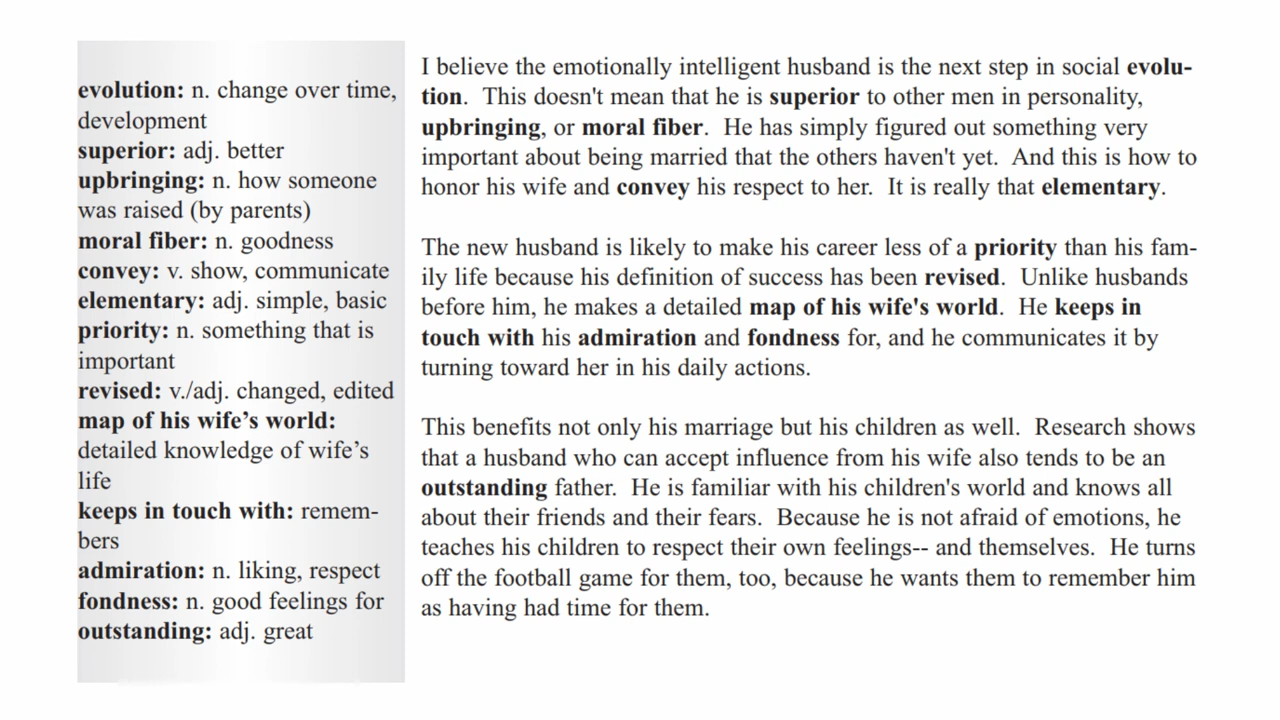 evolution: n. change over time,
development
superior: adj. better
upbringing: n. how someone
was raised (by parents)
moral fiber: n. goodness
convey: v. show, communicate
elementary: adj. simple, basic
priority: n. something that is
important
revised: v./adj. changed, edited
map of his wife’s world:
detailed knowledge of wife’s
life
keeps in touch with: remem-
bers
admiration: n. liking, respect
fondness: n. good feelings for
outstanding: adj. great
I believe the emotionally intelligent husband is the next step in social evolu-
tion.  This doesn't mean that he is superior to other men in personality,
upbringing, or moral fiber.  He has simply figured out something very
important about being married that the others haven't yet.  And this is how to
honor his wife and convey his respect to her.  It is really that elementary.
The new husband is likely to make his career less of a priority than his fam-
ily life because his definition of success has been revised.  Unlike husbands
before him, he makes a detailed map of his wife's world.  He keeps in
touch with his admiration and fondness for, and he communicates it by
turning toward her in his daily actions.
This benefits not only his marriage but his children as well.  Research shows
that a husband who can accept influence from his wife also tends to be an
outstanding father.  He is familiar with his children's world and knows all
about their friends and their fears.  Because he is not afraid of emotions, he
teaches his children to respect their own feelings-- and themselves.  He turns
off the football game for them, too, because he wants them to remember him
as having had time for them.